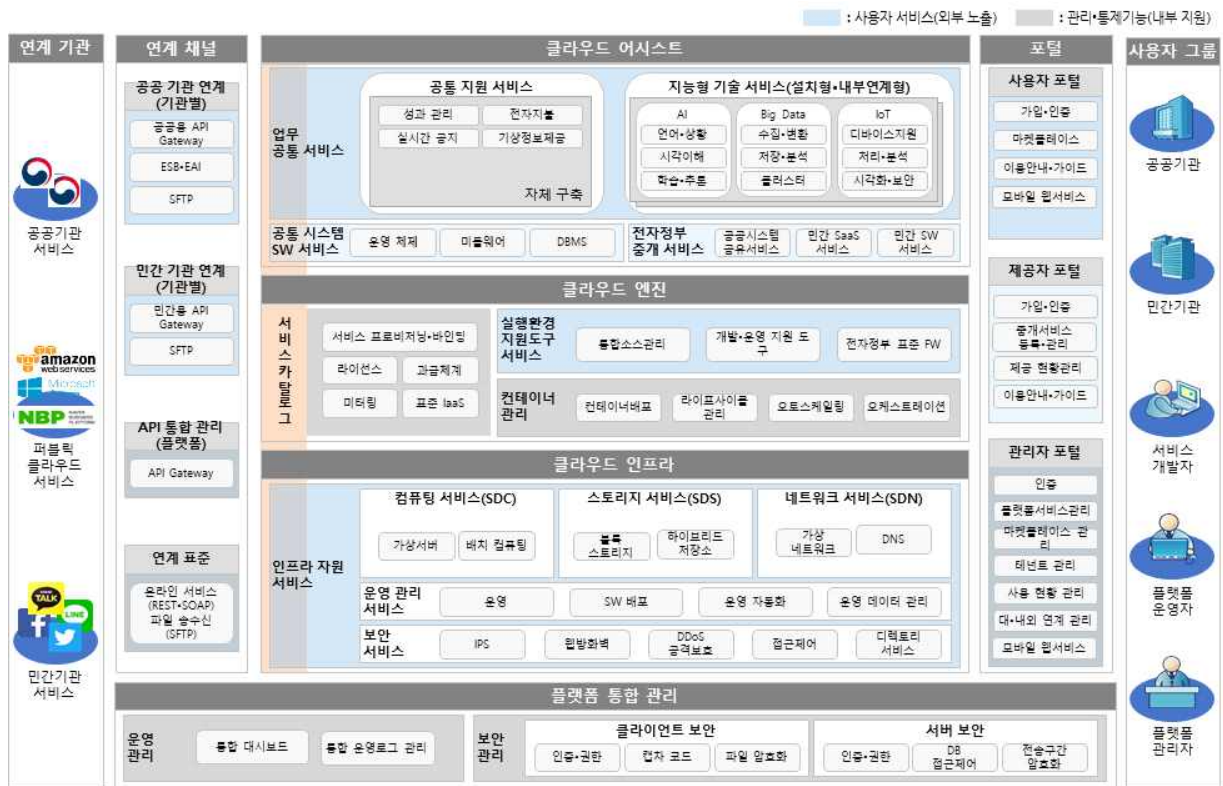 : 사용자 서비스(외부 노출)
: 관리•통제기능(내부 지원)
연계 기관
공공기관
서비스
amazon
web services
Microsoft
NBP
퍼블릭
클라우드
서비스
TALK
LINE
민간기관
서비스
연계 채널
공공 기관 연계
(기관별)
공공용 API
Gateway
ESB•EAI
SFTP
민간 기관 연계
(기관별)
민간용 API
Gateway
SFTP
API 통합 관리
(플랫폼)
API Gateway
연계 표준
온라인 서비스
(REST•SOAP)
파일 송수신
(SFTP)
클라우드 어시스트
업무
공통 서비스
공통 지원 서비스
성과 관리
전자지불
실시간 공지
기상정보제공
자체 구축
지능형 기술 서비스(설치형•내부연계형)
AI
언어•상황
시각이해
학습•추론
Big Data
수집•변환
저장•분석
클러스터
IoT
디바이스지원
처리•분석
시각화•보안
공통 시스템
SW 서비스
운영 체제
미들웨어
DBMS
전자정부
중개 서비스
공공시스템
공유서비스
민간 SaaS
서비스
민간 SW
서비스
클라우드 엔진
서
비
스
카
탈
로
그
서비스 프로비저닝•바인딩
라이선스
과금체계
미터링
표준 IaaS
실행환경
지원도구
서비스
통합소스관리
개발•운영 지원 도
구
전자정부 표준 FW
컨테이너
관리
컨테이너배포
라이프사이클
관리
오토스케일링
오케스트레이션
클라우드 인프라
인프라 자원
서비스
컴퓨팅 서비스(SDC)
가상서버
배치 컴퓨팅
스토리지 서비스(SDS)
블록
스토리지
하이브리드
저장소
네트워크 서비스(SDN)
가상
네트워크
DNS
운영 관리
서비스
운영
SW 배포
운영 자동화
운영 데이터 관리
보안
서비스
IPS
웹방화벽
DDoS
공격보호
접근제어
디렉토리
서비스
포털
사용자 포털
가입•인증
마켓플레이스
이용안내•가이드
모바일 웹서비스
제공자 포털
가입•인증
중개서비스
등록•관리
제공 현황관리
이용안내•가이드
관리자 포털
인증
플랫폼서비스관리
마켓플레이스 관
리
테넌트 관리
사용 현황 관리
대•내외 연계 관리
모바일 웹서비스
사용자 그룹
공공기관
민간기관
서비스
개발자
플랫폼
운영자
플랫폼
관리자
플랫폼 통합 관리
운영
관리
통합 대시보드
통합 운영로그 관리
보안
관리
클라이언트 보안
인증•권한
캡차 코드
파일 암호화
서버 보안
인증•권한
DB
접근제어
전송구간
암호화